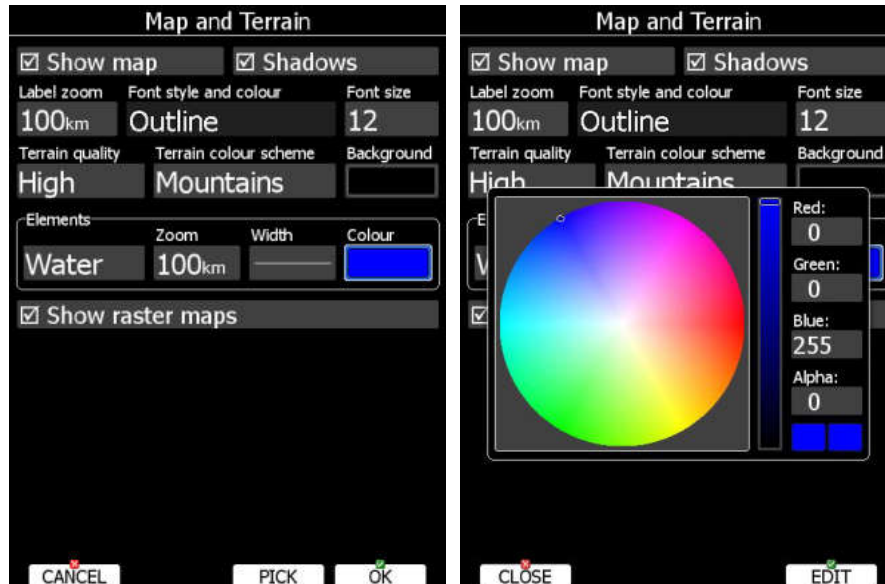 Map and Terrain
Show map Shadows
Label zoom Font style and colour Font size
100km Outline 12
Terrain quality Terrain colour scheme Background
High Mountains
Elements
Zoom Width Colour
Water 100km
Show raster maps
CANCEL PICK OK
Map and Terrain
Show map Shadows
Label zoom Font style and colour Font size
100km Outline 12
Terrain quality Terrain colour scheme Background
High Mountains
Red:
0
Green:
0
Blue:
255
Alpha:
0
CLOSE EDIT